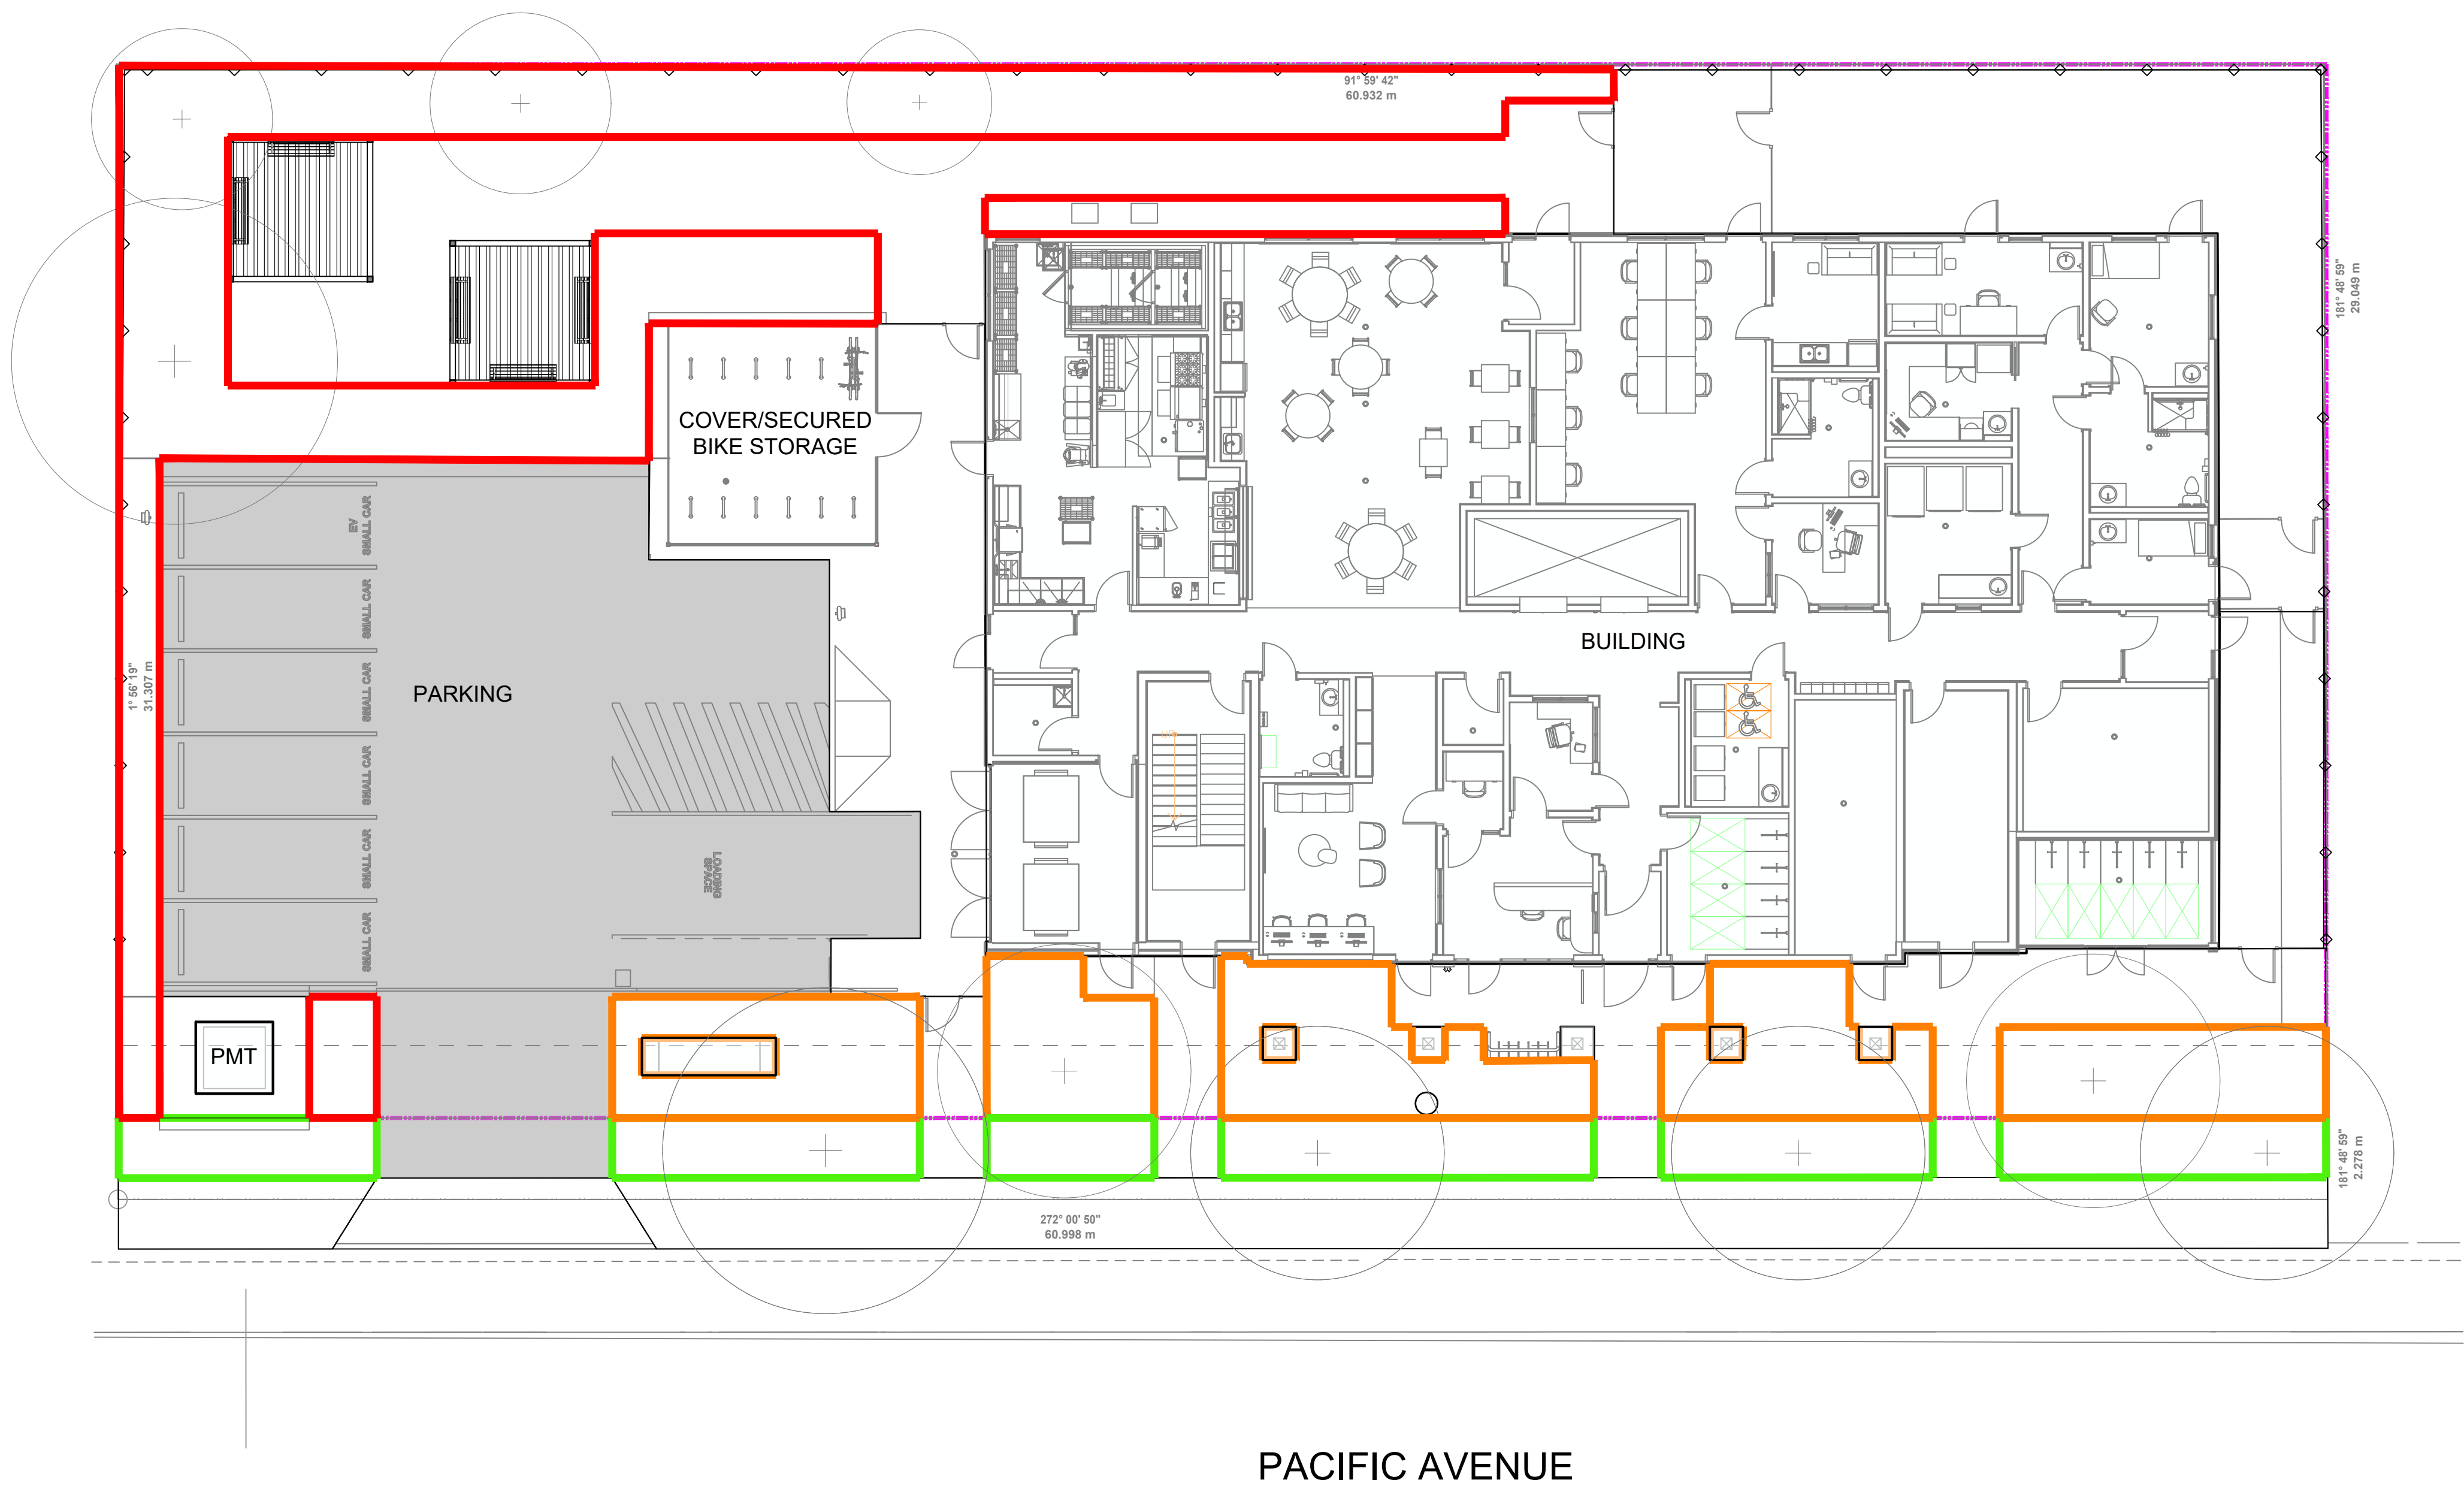 91° 59' 42"
60.932 m
181° 48' 59"
29.049 m
COVER/SECURED
BIKE STORAGE
EV
SMALL CAR
SMALL CAR
BUILDING
1° 56' 19"
31.307 m
PARKING
SMALL CAR
SMALL CAR
SMALL CAR
LOADING
SPACE
SMALL CAR
PMT
181° 48' 59"
2.278 m
272° 00' 50"
60.998 m
PACIFIC AVENUE